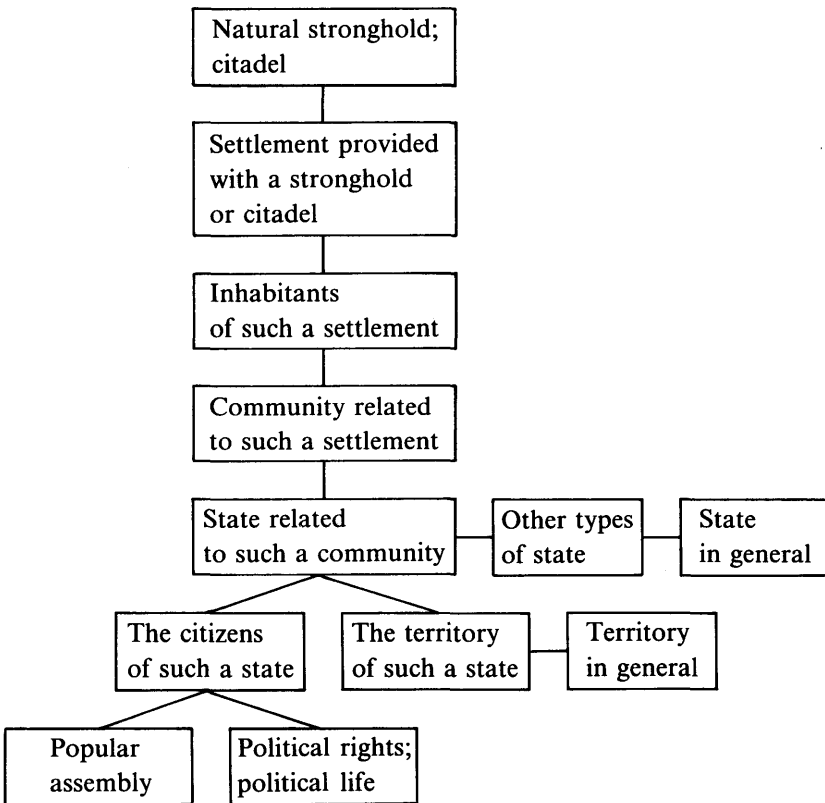 Natural stronghold;
citadel
Settlement provided
with a stronghold
or citadel
Inhabitants
of such a settlement
Community related
to such a settlement
State related
to such a community
Other types
of state
State
in general
The citizens
of such a state
The territory
of such a state
Territory
in general
Popular
assembly
Political rights;
political life